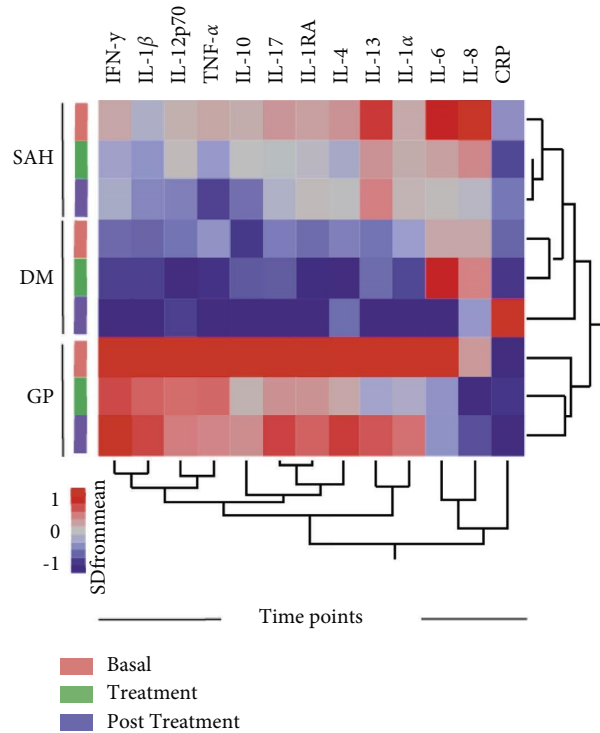 IFN-y
IL-1β
IL-12p70
TNF-α
IL-10
IL-17
IL-1RA
IL-4
IL-13
IL-1α
IL-6
IL-8
CRP
SAH
DM
GP
1
0
-1
SDfrommean
Time points
Basal
Treatment
Post Treatment